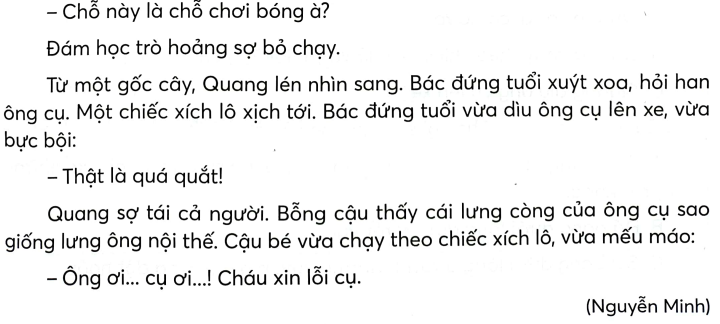 – Chỗ này là chỗ chơi bóng à?
Đám học trò hoảng sợ bỏ chạy.
Từ một gốc cây, Quang lén nhìn sang. Bác đứng tuổi xuýt xoa, hỏi han
ông cụ. Một chiếc xích lô xịch tới. Bác đứng tuổi vừa dìu ông cụ lên xe, vừa
bực bội:
– Thật là quá quắt!
Quang sợ tái cả người. Bỗng cậu thấy cái lưng còng của ông cụ sao
giống lưng ông nội thế. Cậu bé vừa chạy theo chiếc xích lô, vừa mếu máo:
– Ông ơi... cụ ơi...! Cháu xin lỗi cụ.
(Nguyễn Minh)